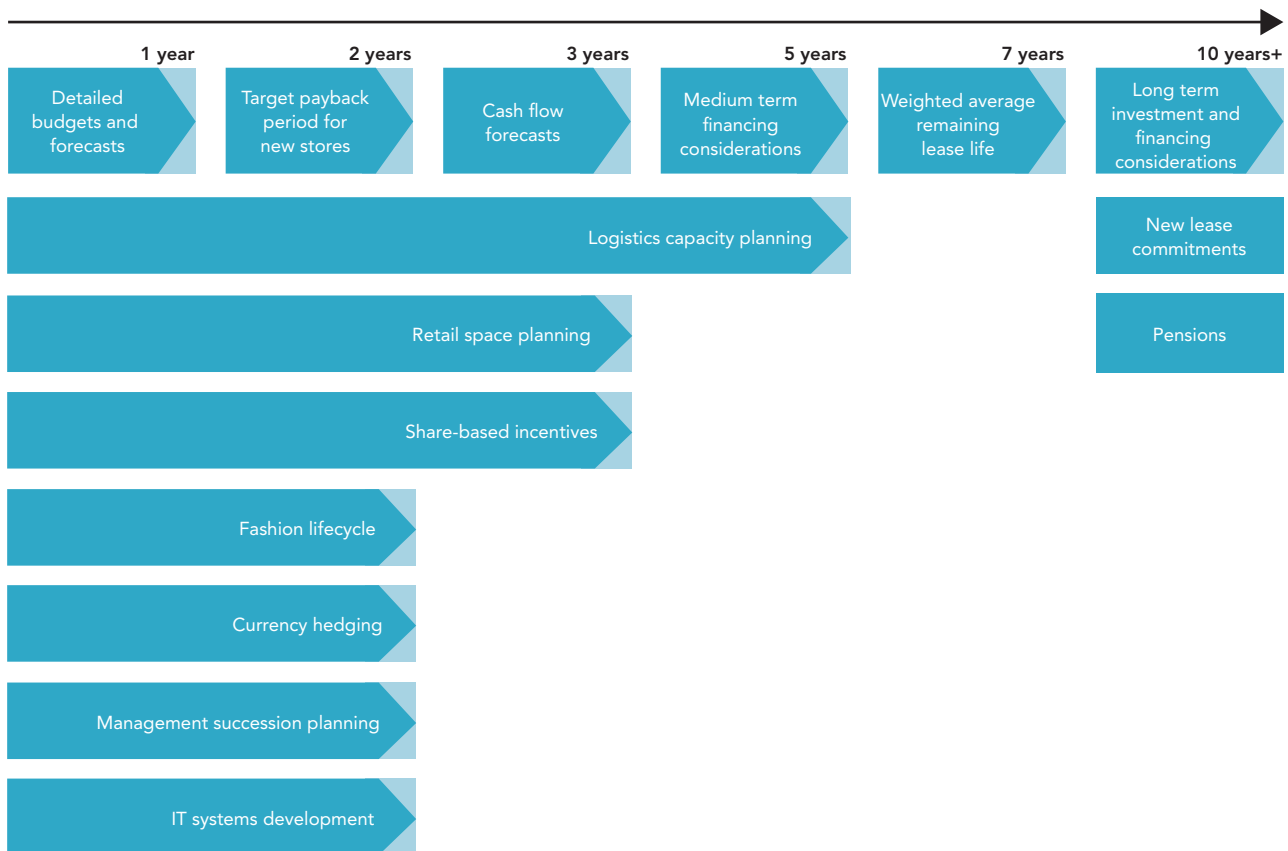 1 year
2 years
3 years
5 years
7 years
10 years+
Detailed
budgets and
forecasts
Target payback
period for
new stores
Cash flow
forecasts
Medium term
financing
considerations
Weighted average
remaining
lease life
Long term
investment and
financing
considerations
Logistics capacity planning
New lease
commitments
Retail space planning
Pensions
Share-based incentives
Fashion lifecycle
Currency hedging
Management succession planning
IT systems development